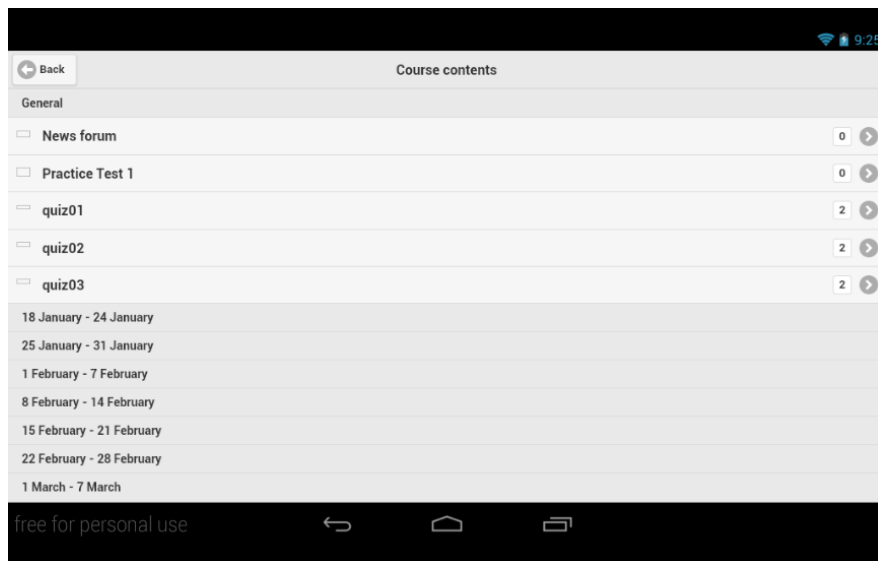 9:25
Back
Course contents
General
News forum
0
Practice Test 1
0
quiz01
2
quiz02
2
quiz03
2
18 January - 24 January
25 January - 31 January
1 February - 7 February
8 February - 14 February
15 February - 21 February
22 February - 28 February
1 March - 7 March
free for personal use